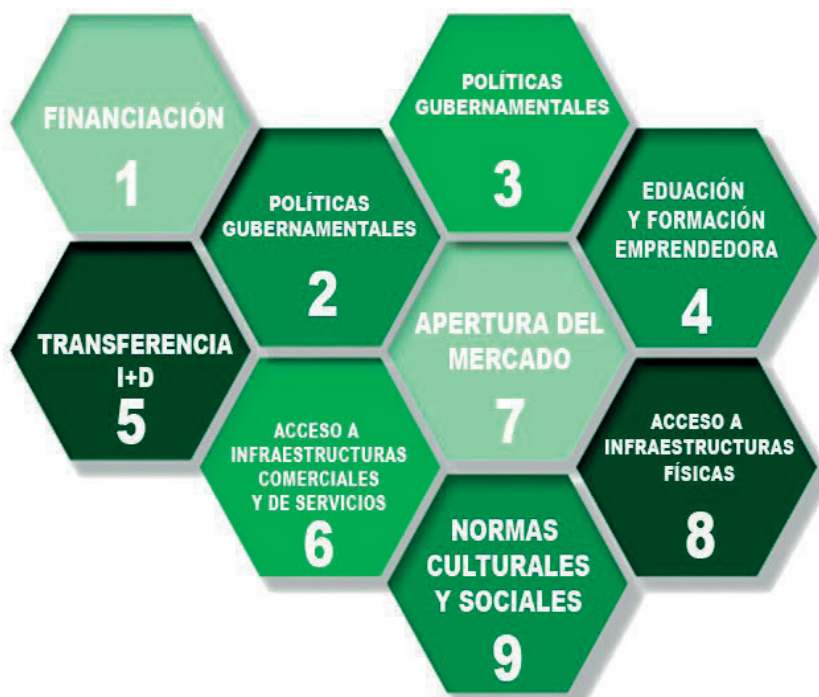 FINANCIACIÓN
1
POLÍTICAS
GUBERNAMENTALES
2
POLÍTICAS
GUBERNAMENTALES
3
EDUACIÓN
Y FORMACIÓN
EMPRENDEDORA
4
TRANSFERENCIA
I+D
5
ACCESO A
INFRAESTRUCTURAS
COMERCIALES
Y DE SERVICIOS
6
APERTURA DEL
MERCADO
7
ACCESO A
INFRAESTRUCTURAS
FÍSICAS
8
NORMAS
CULTURALES
Y SOCIALES
9